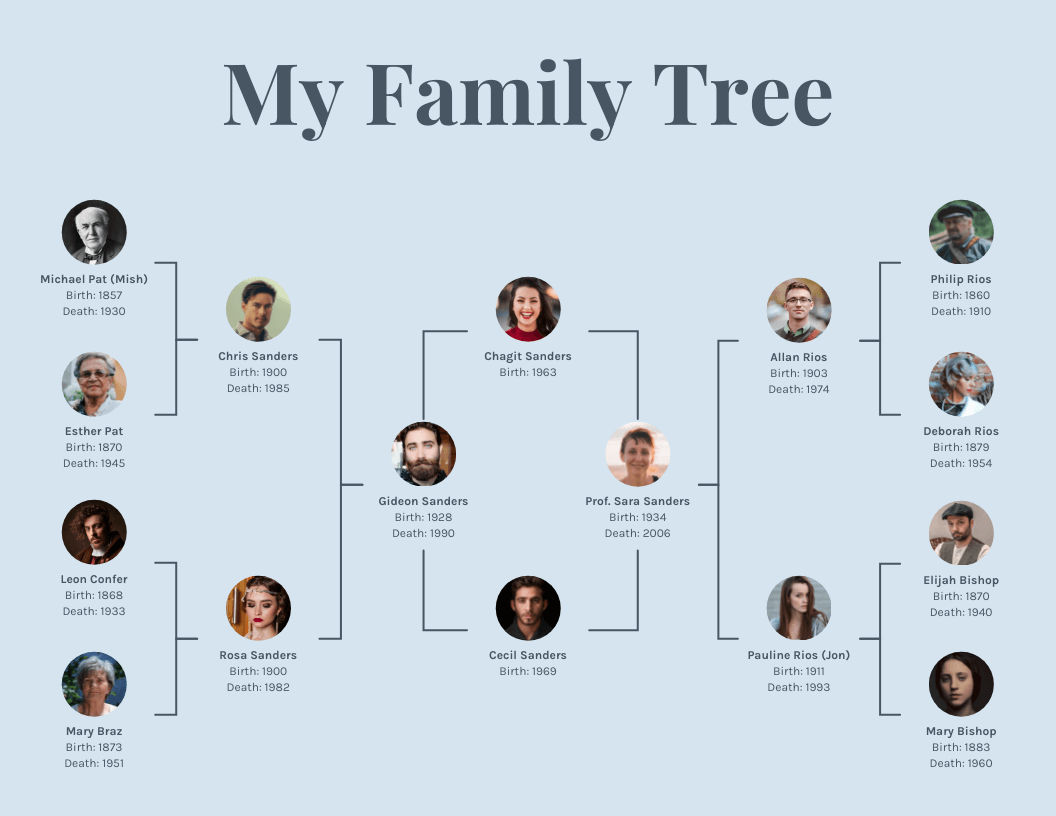 My Family Tree
Michael Pat (Mish)
Birth: 1857
Death: 1930
Esther Pat
Birth: 1870
Death: 1945
Leon Confer
Birth: 1868
Death: 1933
Mary Braz
Birth: 1873
Death: 1951
Chris Sanders
Birth: 1900
Death: 1985
Rosa Sanders
Birth: 1900
Death: 1982
Gideon Sanders
Birth: 1928
Death: 1990
Chagit Sanders
Birth: 1963
Cecil Sanders
Birth: 1969
Prof. Sara Sanders
Birth: 1934
Death: 2006
Allan Rios
Birth: 1903
Death: 1974
Pauline Rios (Jon)
Birth: 1911
Death: 1993
Philip Rios
Birth: 1860
Death: 1910
Deborah Rios
Birth: 1879
Death: 1954
Elijah Bishop
Birth: 1870
Death: 1940
Mary Bishop
Birth: 1883
Death: 1960